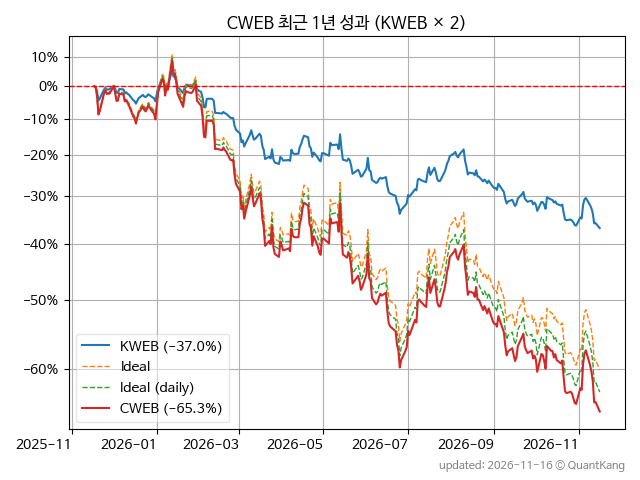 CWEB 최근 1년 성과 (KWEB × 2)
10%
0%
−10%
−20%
−30%
−40%
−50%
−60%
KWEB (−37.0%)
Ideal
Ideal (daily)
CWEB (−65.3%)
2025-11
2026-01
2026-03
2026-05
2026-07
2026-09
2026-11
updated: 2026-11-16 © QuantKang